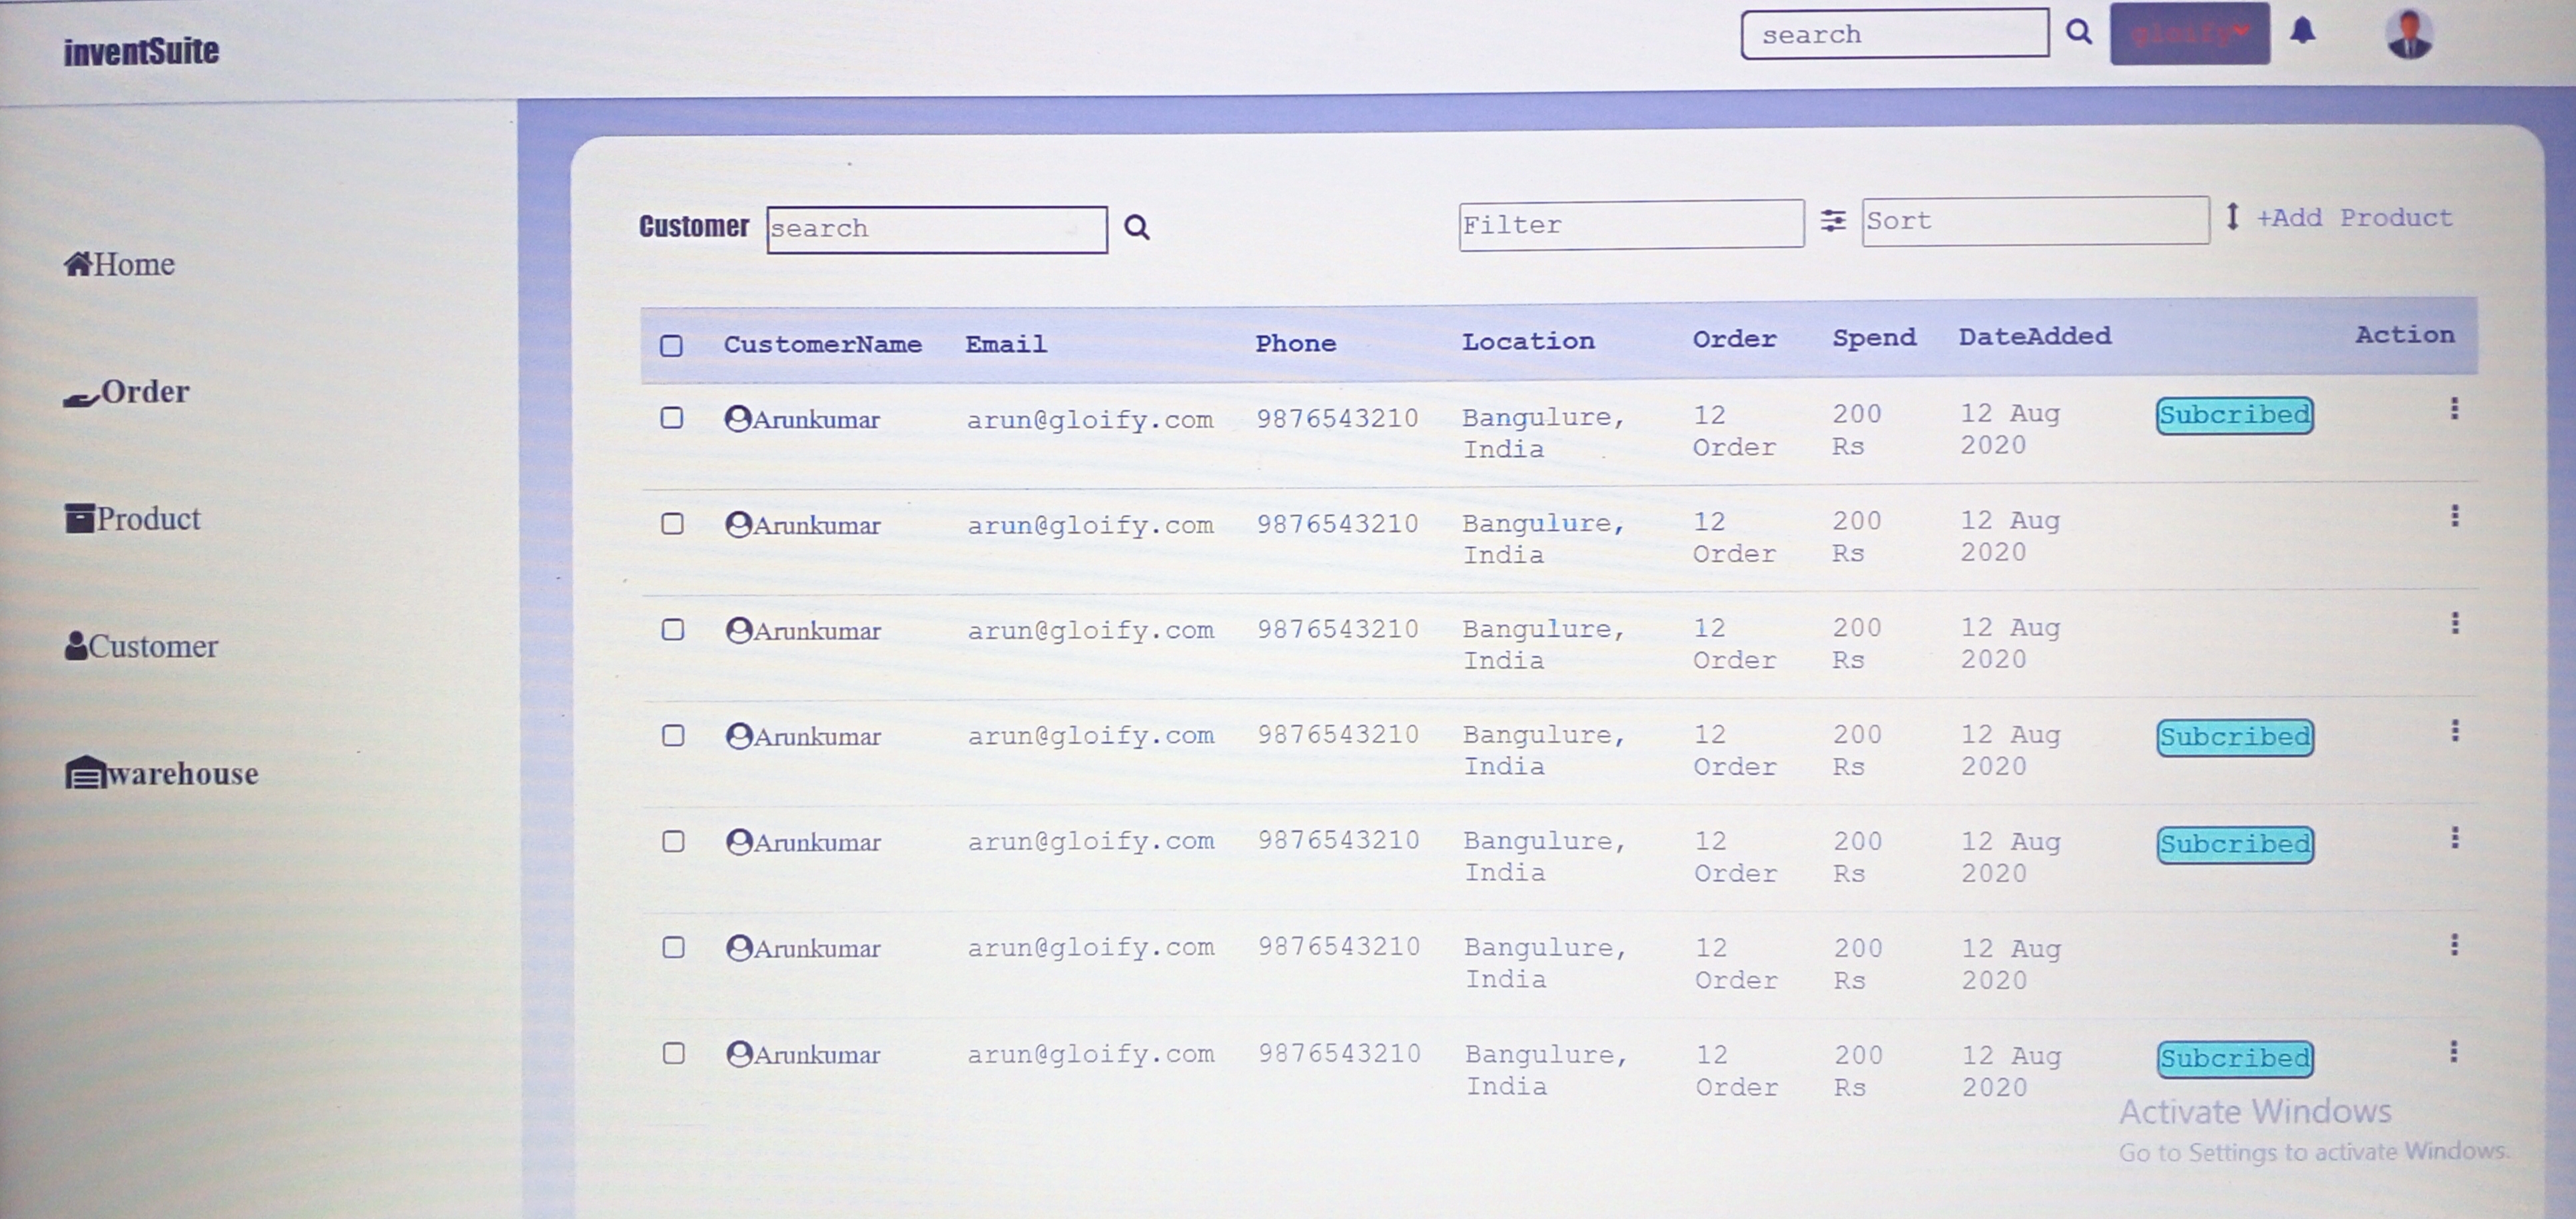 inventSuite
search
gloify
Home
Order
Product
Customer
warehouse
Customer search Filter Sort +Add Product
CustomerName Email Phone Location Order Spend DateAdded Action
Arunkumar arun@gloify.com 9876543210 Bangulure, 12 200 12 Aug Subcribed
India Order Rs 2020
Arunkumar arun@gloify.com 9876543210 Bangulure, 12 200 12 Aug
India Order Rs 2020
Arunkumar arun@gloify.com 9876543210 Bangulure, 12 200 12 Aug
India Order Rs 2020
Arunkumar arun@gloify.com 9876543210 Bangulure, 12 200 12 Aug Subcribed
India Order Rs 2020
Arunkumar arun@gloify.com 9876543210 Bangulure, 12 200 12 Aug Subcribed
India Order Rs 2020
Arunkumar arun@gloify.com 9876543210 Bangulure, 12 200 12 Aug
India Order Rs 2020
Arunkumar arun@gloify.com 9876543210 Bangulure, 12 200 12 Aug Subcribed
India Order Rs 2020
Activate Windows
Go to Settings to activate Windows.